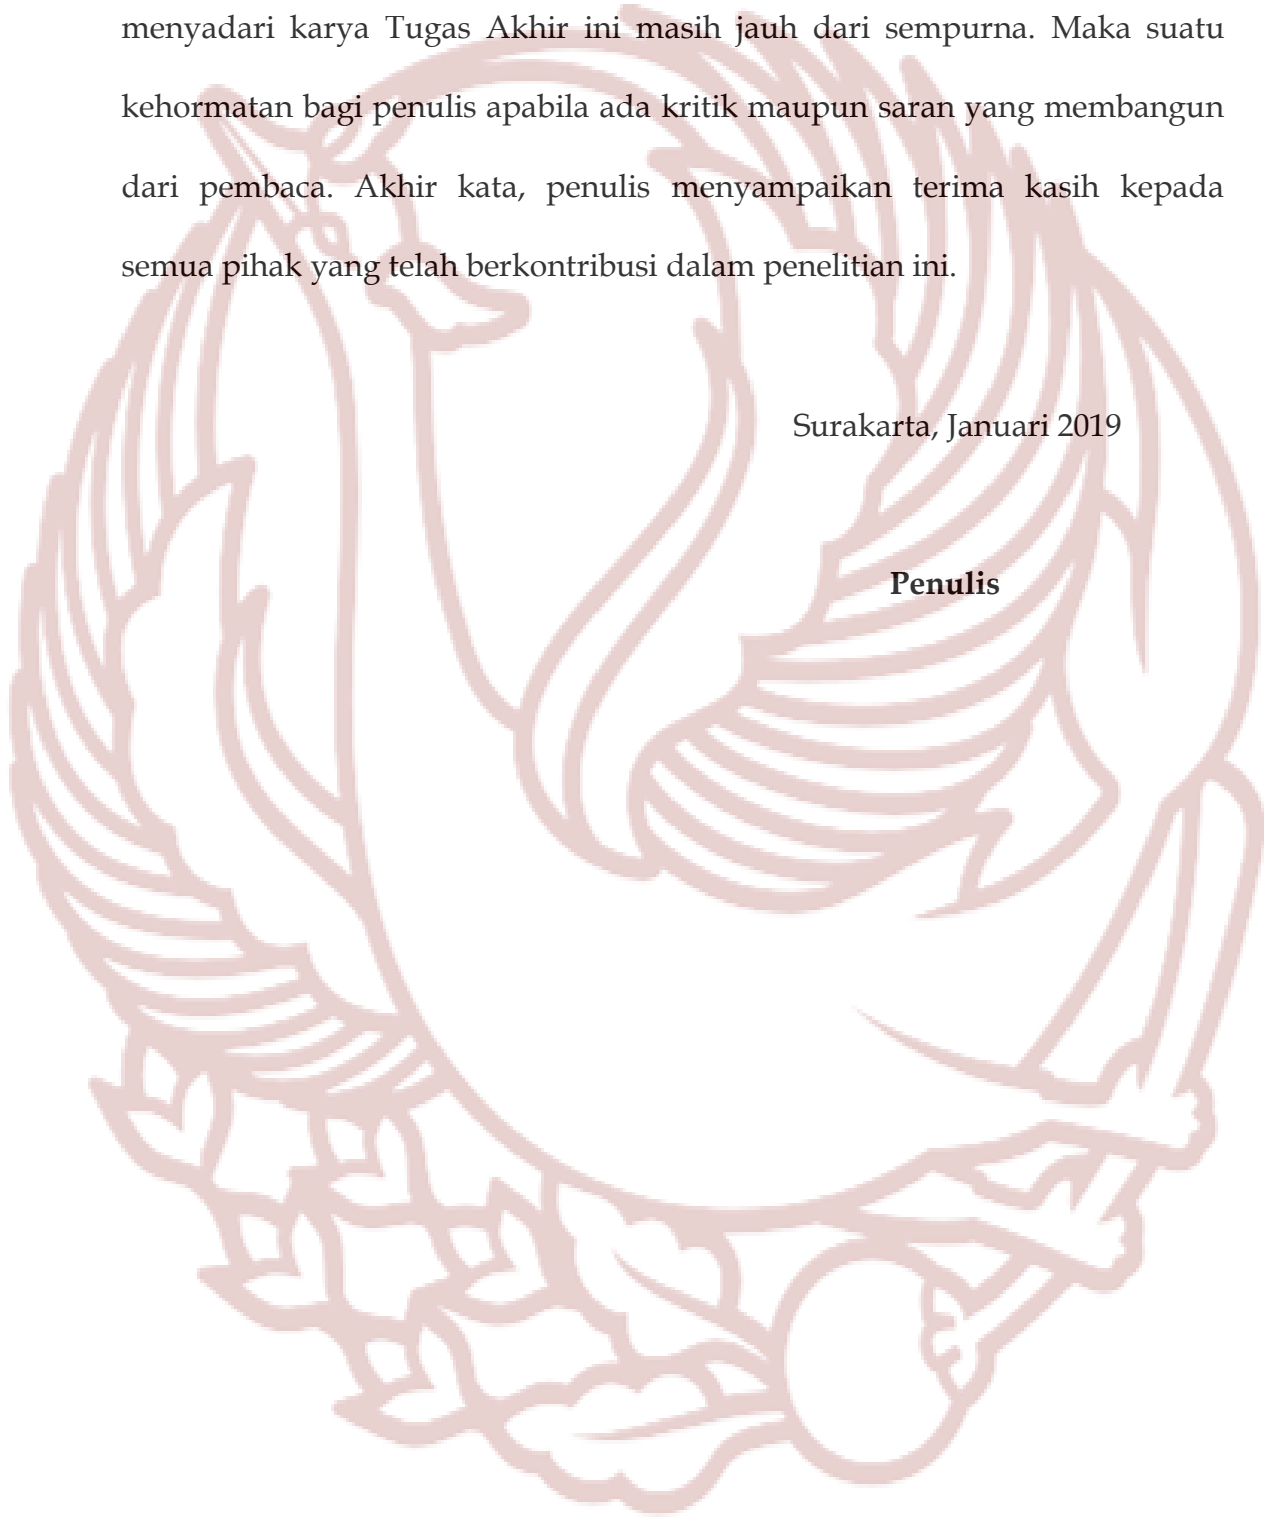 menyadari karya Tugas Akhir ini masih jauh dari sempurna. Maka suatu
kehormatan bagi penulis apabila ada kritik maupun saran yang membangun
dari pembaca. Akhir kata, penulis menyampaikan terima kasih kepada
semua pihak yang telah berkontribusi dalam penelitian ini.
Surakarta, Januari 2019
Penulis